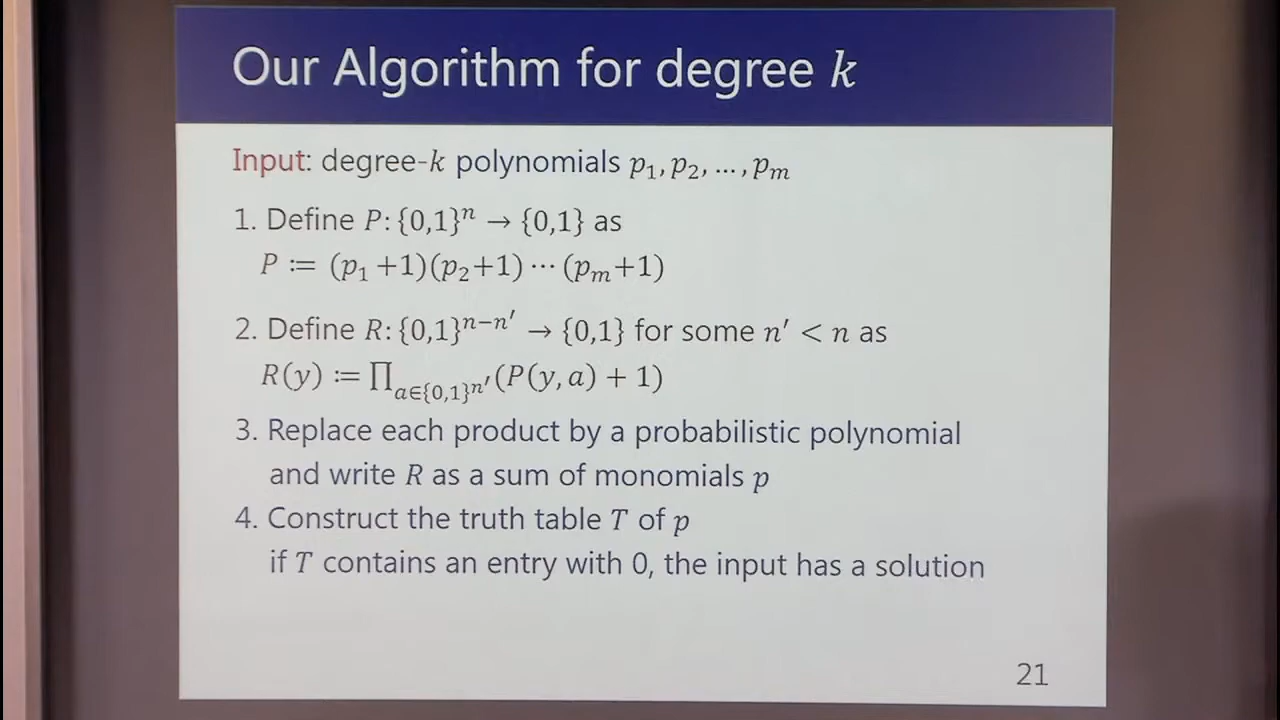 Our Algorithm for degree k
Input: degree-k polynomials p₁, p₂, …, pₘ
1. Define P: {0,1}ⁿ → {0,1} as
P ≔ (p₁ +1)(p₂+1) ⋯ (pₘ+1)
2. Define R: {0,1}ⁿ⁻ⁿ′ → {0,1} for some n′ < n as
R(y) ≔ ∏_{a∈{0,1}ⁿ′}(P(y, a) + 1)
3. Replace each product by a probabilistic polynomial
and write R as a sum of monomials p
4. Construct the truth table T of p
if T contains an entry with 0, the input has a solution
21